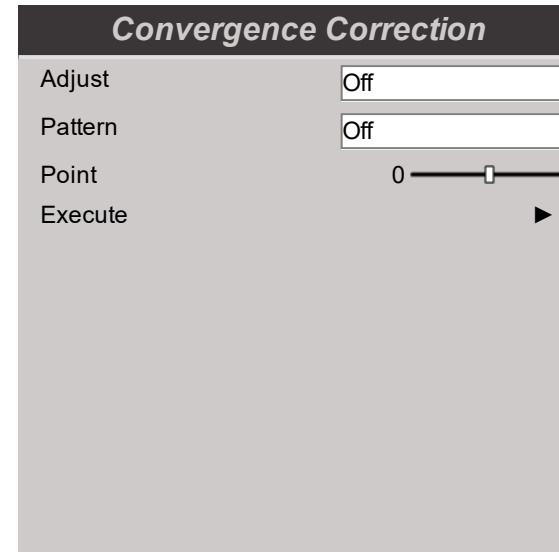 Convergence Correction
Adjust Off
Pattern Off
Point 0
Execute